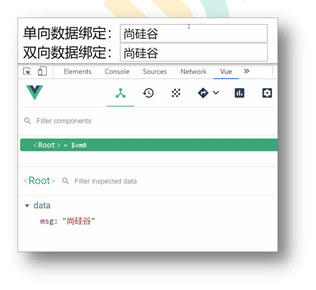 单向数据绑定：尚硅谷
双向数据绑定：尚硅谷
Elements Console Sources Network Vue »
Filter components
<Root> = $vm0
<Root> Filter inspected data
data
msg: "尚硅谷"